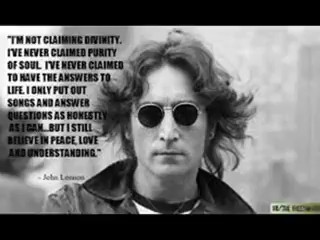 "I'M NOT CLAIMING DIVINITY.
I'VE NEVER CLAIMED PURITY
OF SOUL. I'VE NEVER CLAIMED
TO HAVE THE ANSWERS TO
LIFE. I ONLY PUT OUT
SONGS AND ANSWER
QUESTIONS AS HONESTLY
AS I CAN...BUT I STILL
BELIEVE IN PEACE, LOVE
AND UNDERSTANDING."
- John Lennon